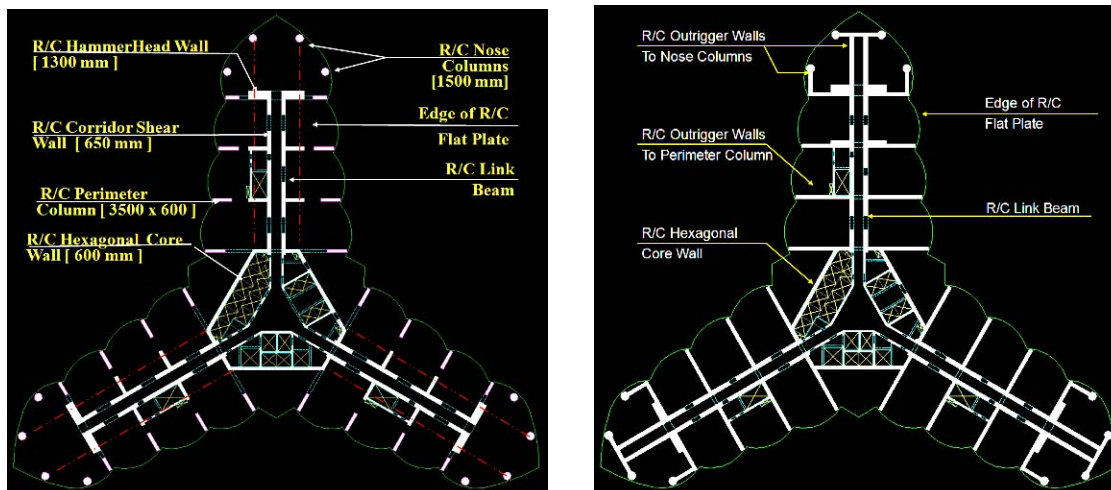 R/C HammerHead Wall
[ 1300 mm ]
R/C Nose
Columns
[1500 mm]
R/C Corridor Shear
Wall [ 650 mm ]
Edge of R/C
Flat Plate
R/C Link
Beam
R/C Perimeter
Column [ 3500 x 600 ]
R/C Hexagonal Core
Wall [ 600 mm ]
R/C Outrigger Walls
To Nose Columns
Edge of R/C
Flat Plate
R/C Outrigger Walls
To Perimeter Column
R/C Link Beam
R/C Hexagonal
Core Wall